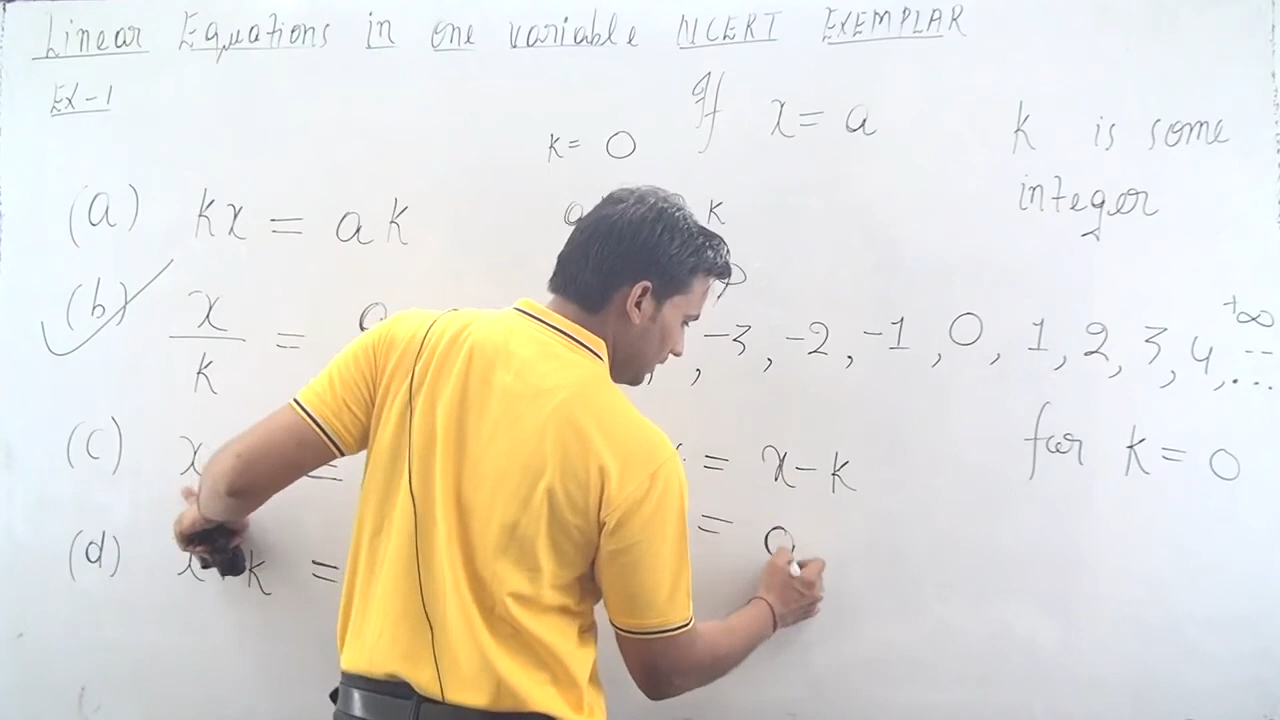 Linear Equations in one variable NCERT EXEMPLAR
EX-1
If x = a
k is some
integer
k = 0
(a) kx = ak
a k
(b) x/k = a
-3, -2, -1, 0, 1, 2, 3, 4, ...
+∞
(c) x =
= x-k
for k = 0
(d) k =
=